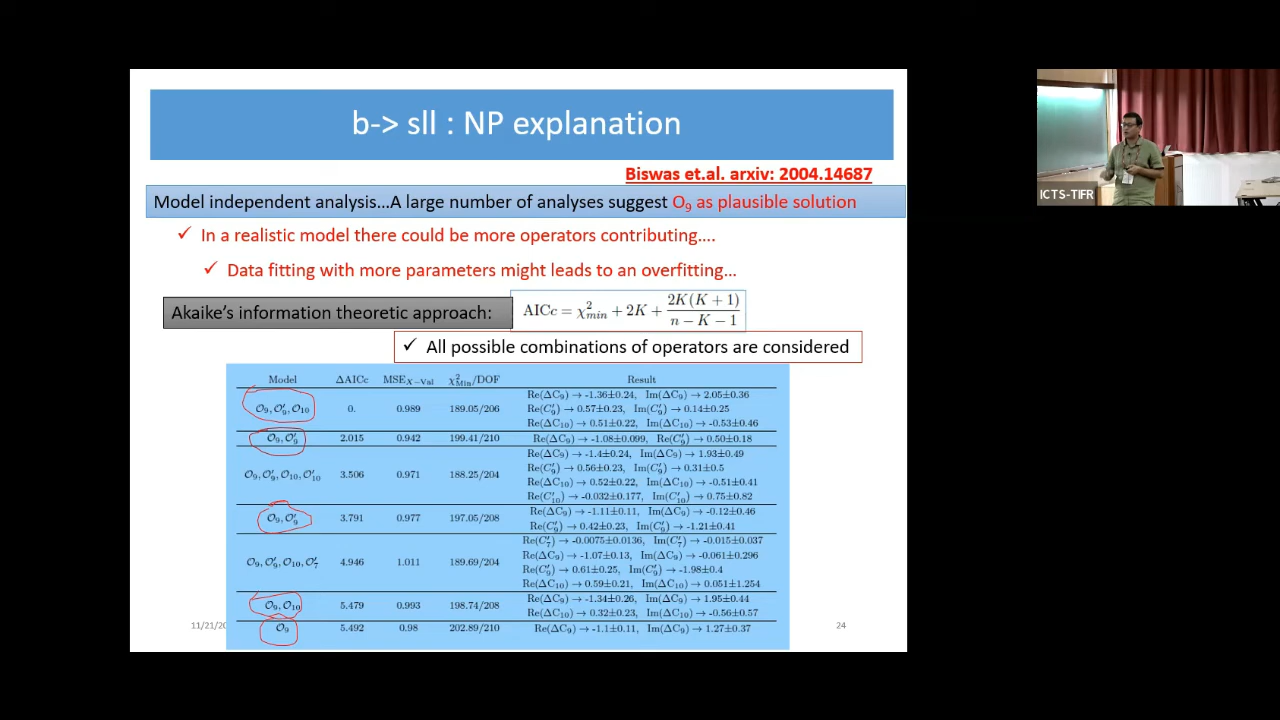 b-> sll : NP explanation
Biswas et.al. arxiv: 2004.14687
Model independent analysis...A large number of analyses suggest O₉ as plausible solution
✓ In a realistic model there could be more operators contributing....
✓ Data fitting with more parameters might leads to an overfitting...
Akaike's information theoretic approach: AICc = χ²min + 2K + 2K(K + 1) / n − K − 1
✓ All possible combinations of operators are considered
Model ΔAICc MSE_X−Val χ²Min/DOF Result
O₉, O′₉, O₁₀ 0. 0.989 189.05/206 Re(ΔC₉) → -1.36±0.24, Im(ΔC₉) → 2.05±0.36
Re(C′₉) → 0.57±0.23, Im(C′₉) → 0.14±0.25
Re(ΔC₁₀) → 0.51±0.22, Im(ΔC₁₀) → -0.53±0.46
O₉, O′₉ 2.015 0.942 199.41/210 Re(ΔC₉) → -1.08±0.099, Re(C′₉) → 0.50±0.18
O₉, O′₉, O₁₀, O′₁₀ 3.506 0.971 188.25/204 Re(ΔC₉) → -1.4±0.24, Im(ΔC₉) → 1.93±0.49
Re(C′₉) → 0.56±0.23, Im(C′₉) → 0.31±0.5
Re(ΔC₁₀) → 0.52±0.22, Im(ΔC₁₀) → -0.51±0.41
Re(C′₁₀) → -0.032±0.177, Im(C′₁₀) → 0.75±0.82
O₉, O′₉ 3.791 0.977 197.05/208 Re(ΔC₉) → -1.11±0.11, Im(ΔC₉) → -0.12±0.46
Re(C′₉) → 0.42±0.23, Im(C′₉) → -1.21±0.41
O₉, O′₉, O₁₀, O′₇ 4.946 1.011 189.69/204 Re(C′₇) → -0.0075±0.0136, Im(C′₇) → -0.015±0.037
Re(ΔC₉) → -1.07±0.13, Im(ΔC₉) → -0.061±0.296
Re(C′₉) → 0.61±0.25, Im(C′₉) → -1.98±0.4
Re(ΔC₁₀) → 0.59±0.21, Im(ΔC₁₀) → 0.051±1.254
O₉, O₁₀ 5.479 0.993 198.74/208 Re(ΔC₉) → -1.34±0.26, Im(ΔC₉) → 1.95±0.44
Re(ΔC₁₀) → 0.32±0.23, Im(ΔC₁₀) → -0.56±0.57
O₉ 5.492 0.98 202.89/210 Re(ΔC₉) → -1.1±0.11, Im(ΔC₉) → 1.27±0.37
11/21/20
24
ICTS-TIFR